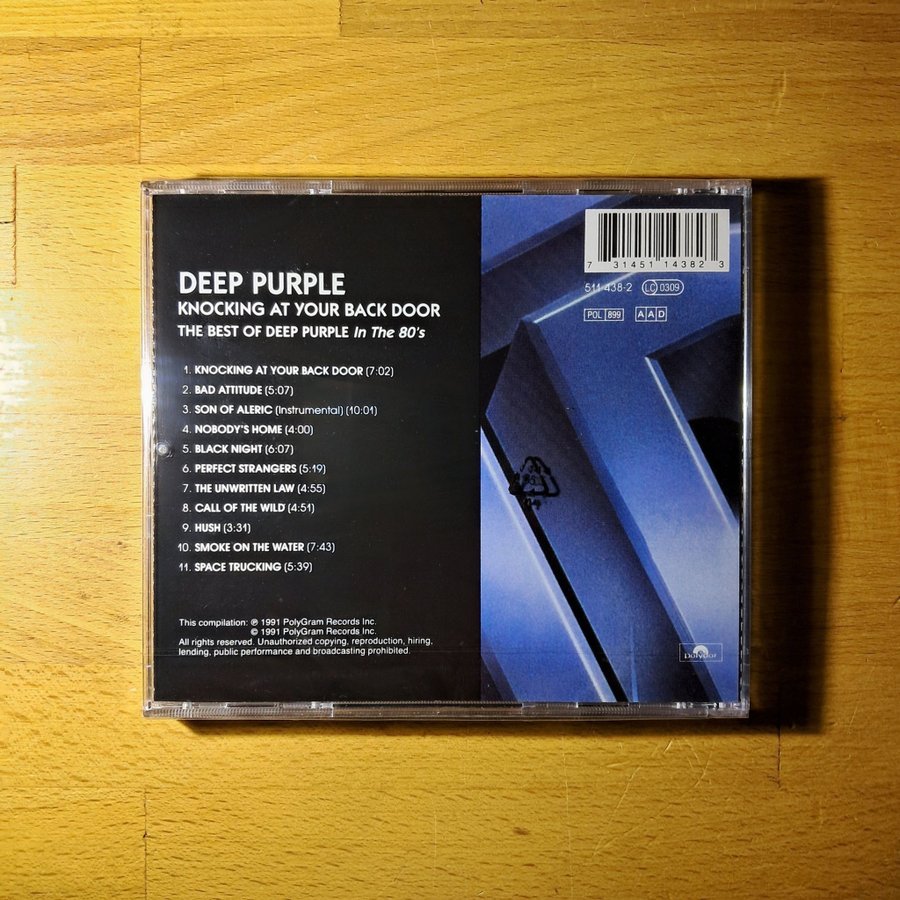 DEEP PURPLE
KNOCKING AT YOUR BACK DOOR
THE BEST OF DEEP PURPLE In The 80's
1. KNOCKING AT YOUR BACK DOOR (7:02)
2. BAD ATTITUDE (5:07)
3. SON OF ALERIC (Instrumental) (10:01)
4. NOBODY'S HOME (4:00)
5. BLACK NIGHT (6:07)
6. PERFECT STRANGERS (5:19)
7. THE UNWRITTEN LAW (4:55)
8. CALL OF THE WILD (4:51)
9. HUSH (3:31)
10. SMOKE ON THE WATER (7:43)
11. SPACE TRUCKING (5:39)
This compilation: ℗ 1991 PolyGram Records Inc.
© 1991 PolyGram Records Inc.
All rights reserved. Unauthorized copying, reproduction, hiring,
lending, public performance and broadcasting prohibited.
7 31451 14382 3
511 438-2 LC 0309
POL 899 AAD
Polydor